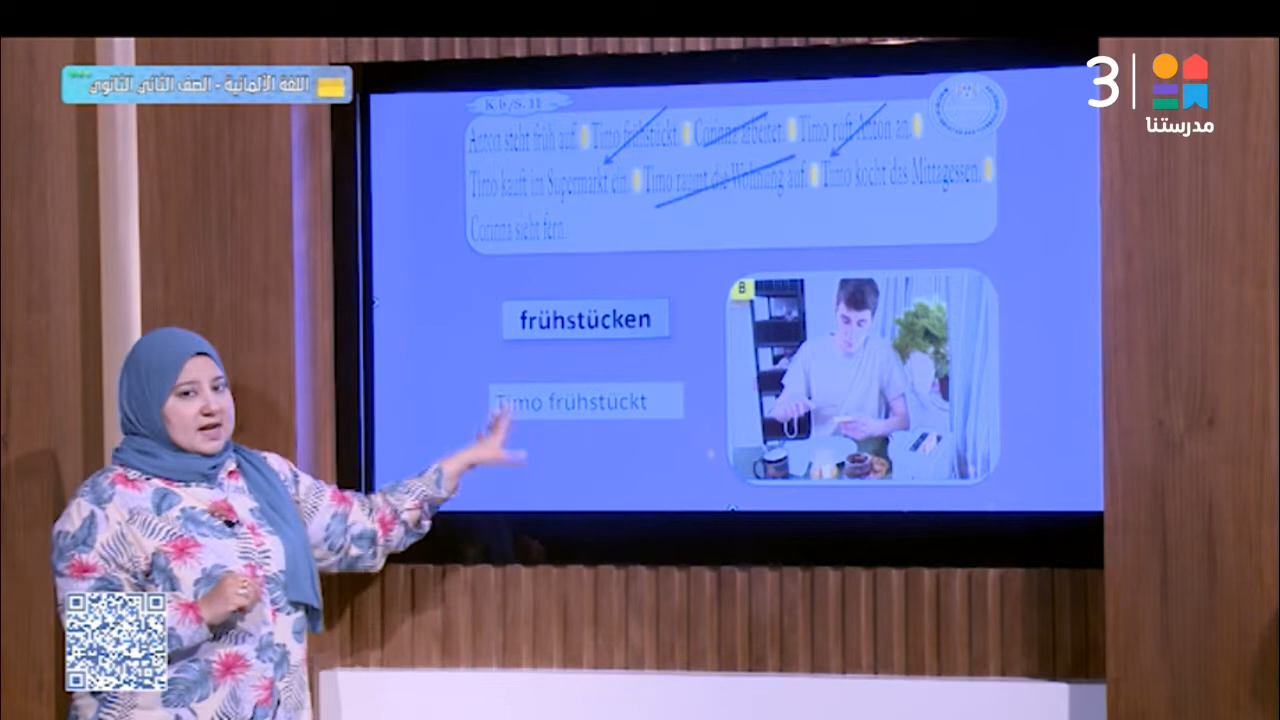 اللغة الألمانية - الصف الثاني الثانوي
3
مدرستنا
K 6/S. 11
Anton steht früh auf. Timo frühstückt. Corinna arbeitet. Timo ruft Anton an.
Timo kauft im Supermarkt ein. Timo räumt die Wohnung auf. Timo kocht das Mittagessen.
Corinna sieht fern.
B
frühstücken
Timo frühstückt